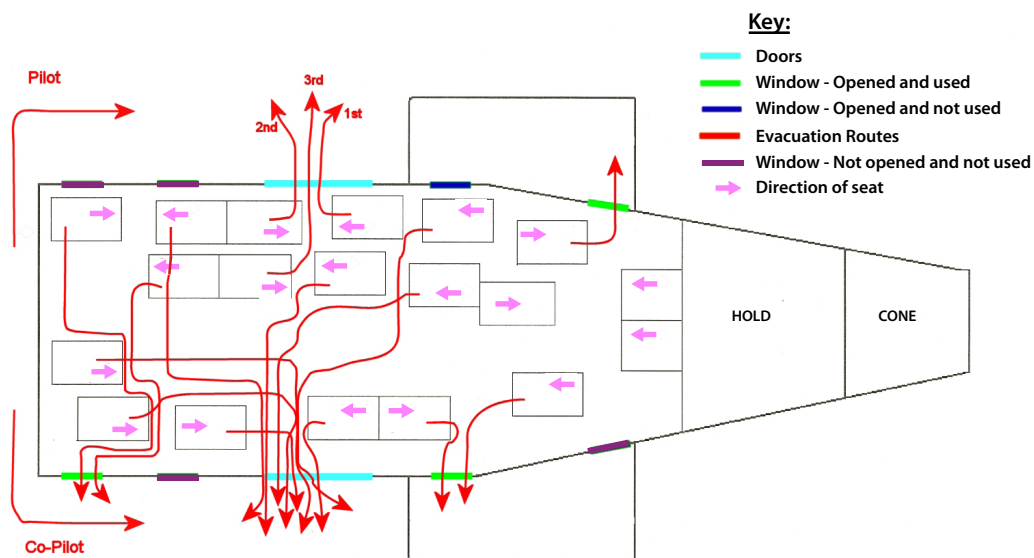 Key:
Doors
Window - Opened and used
Window - Opened and not used
Evacuation Routes
Window - Not opened and not used
Direction of seat
Pilot
3rd
2nd
1st
HOLD
CONE
Co-Pilot